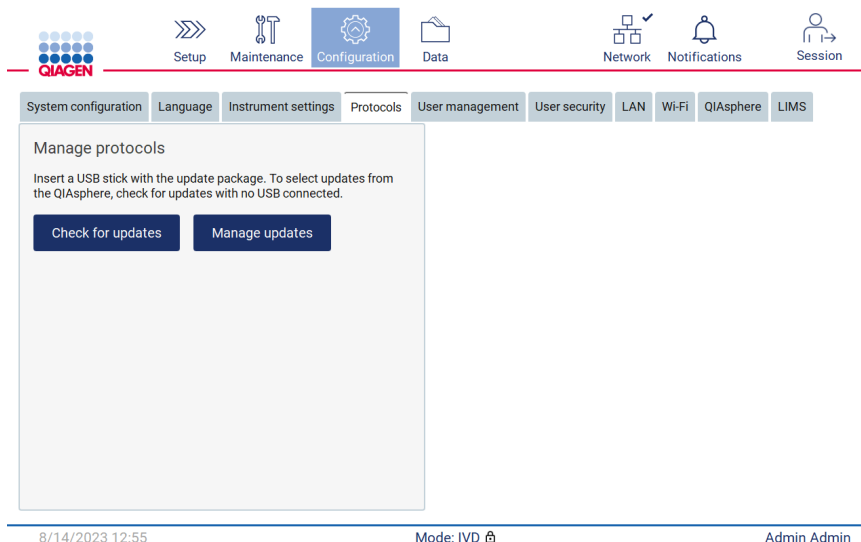 QIAGEN
Setup
Maintenance
Configuration
Data
Network
Notifications
Session
System configuration
Language
Instrument settings
Protocols
User management
User security
LAN
Wi-Fi
QIAsphere
LIMS
Manage protocols
Insert a USB stick with the update package. To select updates from
the QIAsphere, check for updates with no USB connected.
Check for updates
Manage updates
8/14/2023 12:55
Mode: IVD
Admin Admin